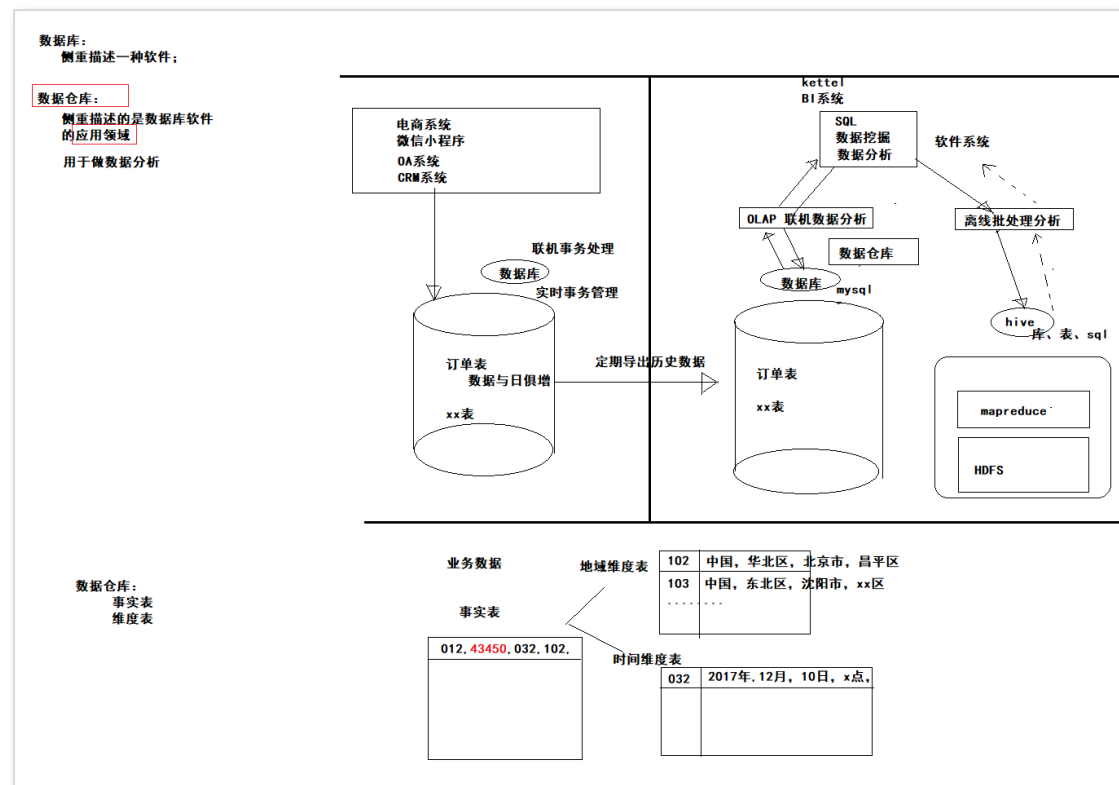 数据库：
侧重描述一种软件；
数据仓库：
侧重描述的是数据库软件
的应用领域
用于做数据分析
电商系统
微信小程序
OA系统
CRM系统
联机事务处理
数据库
实时事务管理
订单表
数据与日俱增
xx表
定期导出历史数据
kettel
BI系统
SQL
数据挖掘
数据分析
软件系统
OLAP 联机数据分析
离线批处理分析
数据仓库
数据库
mysql
订单表
xx表
hive
库、表、sql
mapreduce
HDFS
数据仓库：
事实表
维度表
业务数据
事实表
012,43450,032,102,
地域维度表
102 中国，华北区，北京市，昌平区
103 中国，东北区，沈阳市，xx区
........
时间维度表
032 2017年,12月，10日，x点，